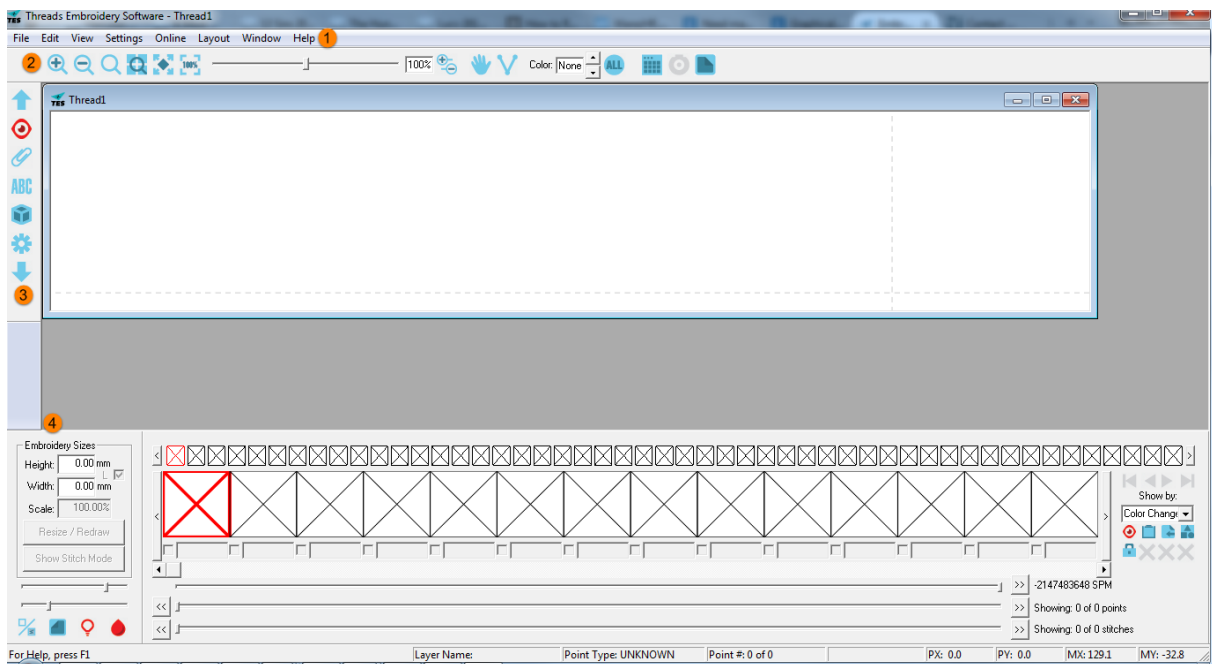 Threads Embroidery Software - Thread1
File Edit View Settings Online Layout Window Help 1
2 100% 100% Color: None ALL
TES Thread1
ABC
3
4
Embroidery Sizes
Height: 0.00 mm
L
Width: 0.00 mm
Scale: 100.00%
Resize / Redraw
Show Stitch Mode
Show by:
Color Change
>> -2147483648 SPM
<< >> Showing: 0 of 0 points
<< >> Showing: 0 of 0 stitches
For Help, press F1 Layer Name: Point Type: UNKNOWN Point #: 0 of 0 PX: 0.0 PY: 0.0 MX: 129.1 MY: -32.8